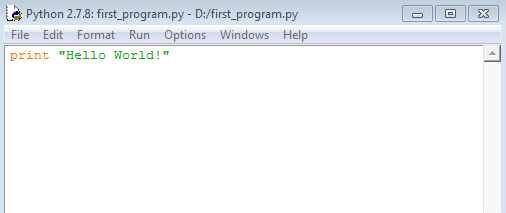 Python 2.7.8: first_program.py - D:/first_program.py
File Edit Format Run Options Windows Help
print "Hello World!"